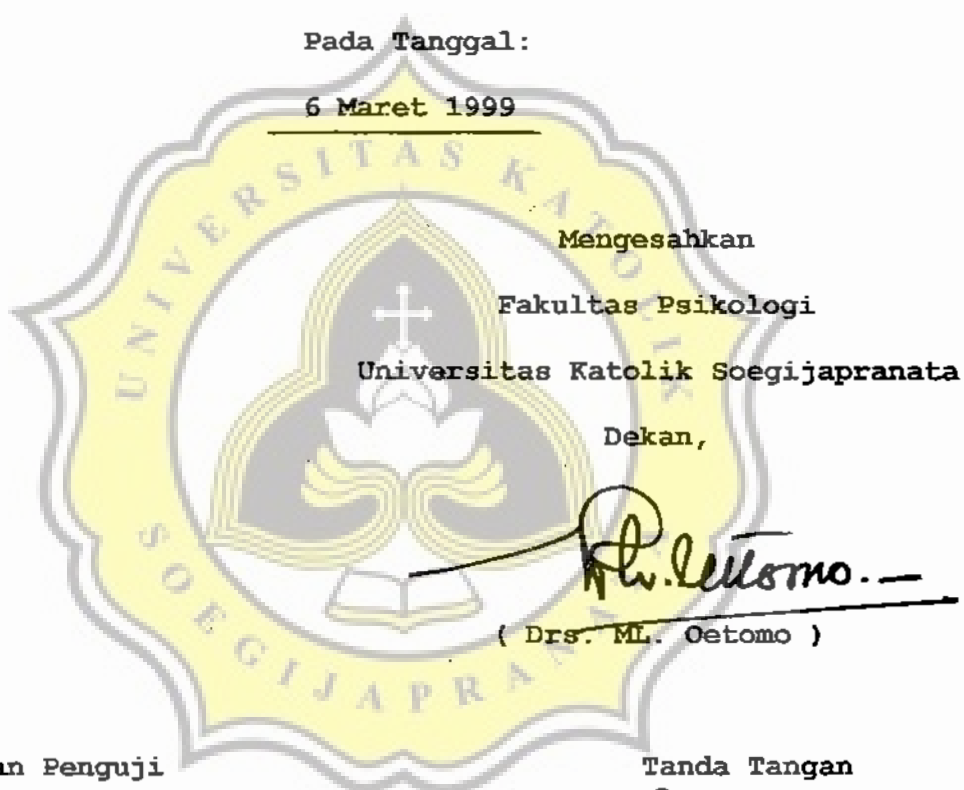 Pada Tanggal:
6 Maret 1999
UNIVERSITAS KATOLIK
SOEGIJAPRANATA
Mengesahkan
Fakultas Psikologi
Universitas Katolik Soegijapranata
Dekan,
( Drs. ML. Oetomo )
n Penguji
Tanda Tangan